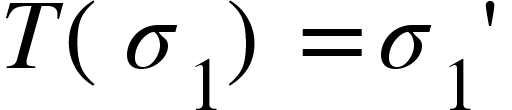 T( σ₁) = σ₁'